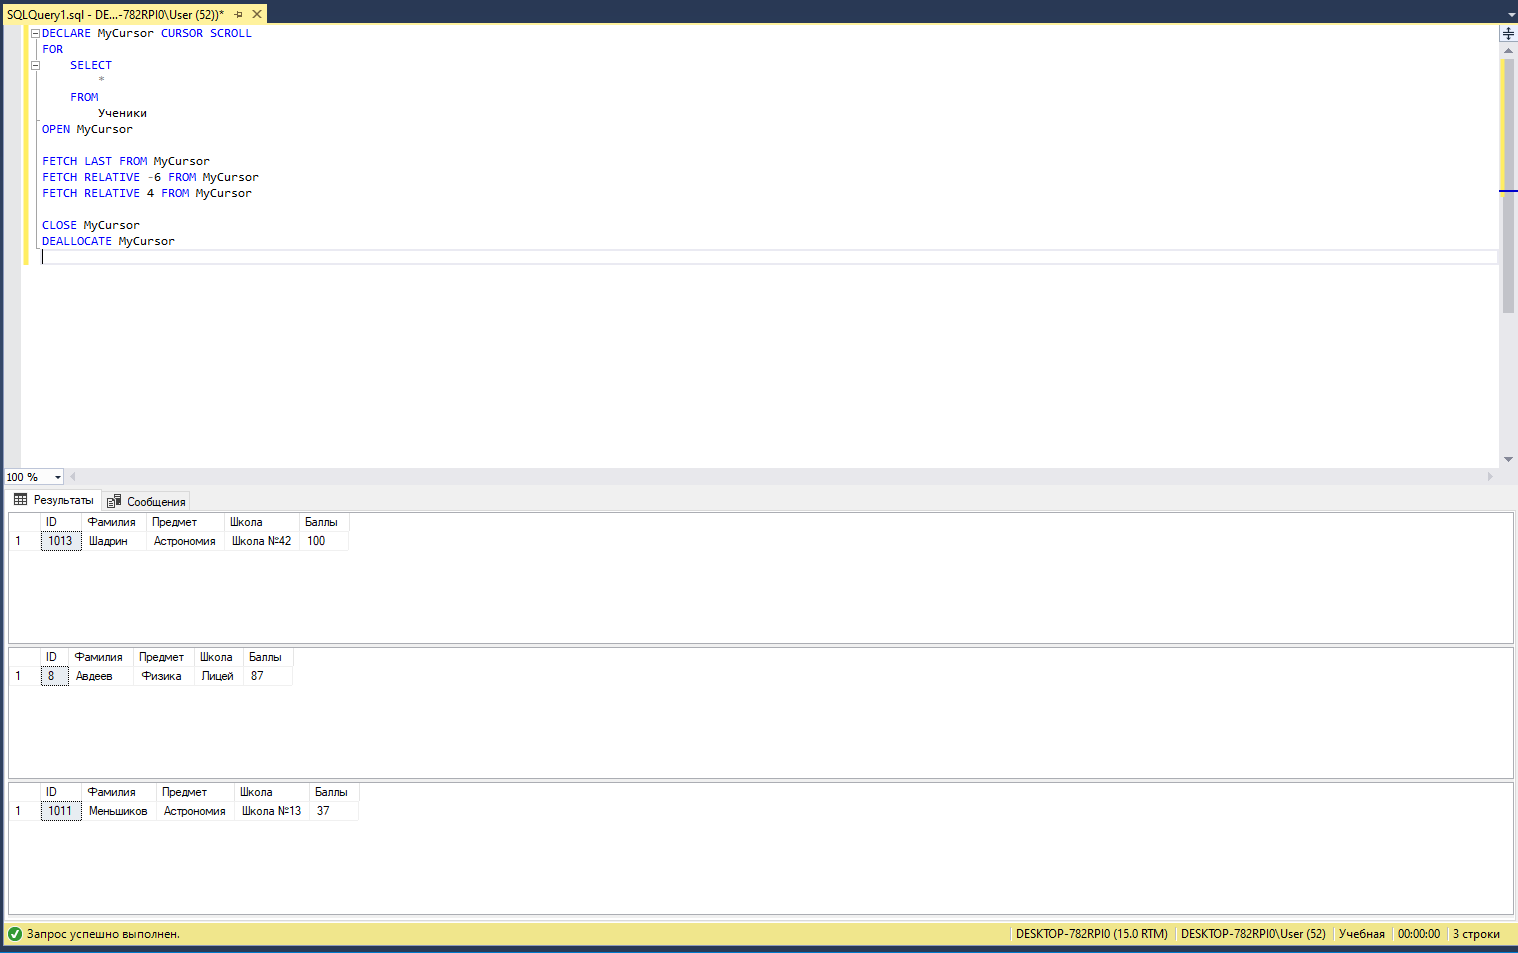 SQLQuery1.sql - DE...-782RPI0\User (52))*
DECLARE MyCursor CURSOR SCROLL
FOR
SELECT
*
FROM
Ученики
OPEN MyCursor
FETCH LAST FROM MyCursor
FETCH RELATIVE -6 FROM MyCursor
FETCH RELATIVE 4 FROM MyCursor
CLOSE MyCursor
DEALLOCATE MyCursor
100 %
Результаты Сообщения
ID Фамилия Предмет Школа Баллы
1 1013 Шадрин Астрономия Школа №42 100
ID Фамилия Предмет Школа Баллы
1 8 Авдеев Физика Лицей 87
ID Фамилия Предмет Школа Баллы
1 1011 Меньшиков Астрономия Школа №13 37
Запрос успешно выполнен. DESKTOP-782RPI0 (15.0 RTM) DESKTOP-782RPI0\User (52) Учебная 00:00:00 3 строки